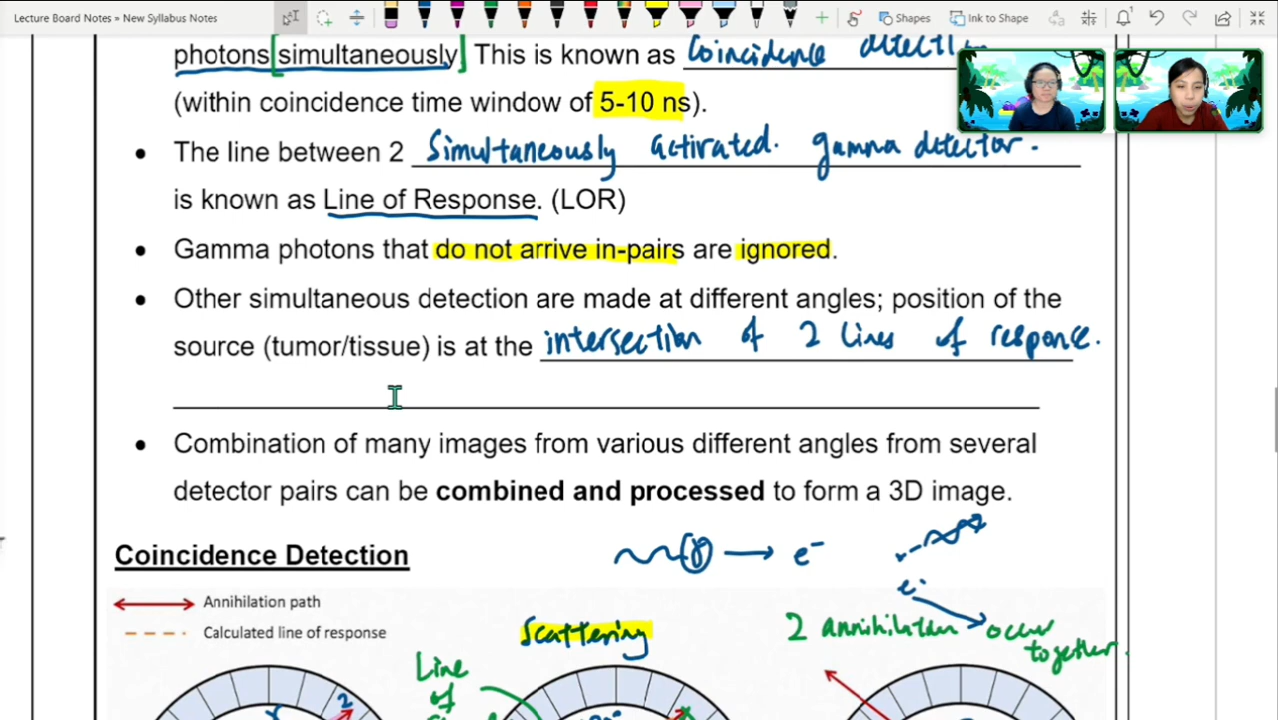 Lecture Board Notes » New Syllabus Notes
Shapes
Ink to Shape
photons [simultaneously] This is known as Coincidence detection
(within coincidence time window of 5-10 ns).
• The line between 2 Simultaneously activated. gamma detector.
is known as Line of Response. (LOR)
• Gamma photons that do not arrive in-pairs are ignored.
• Other simultaneous detection are made at different angles; position of the
source (tumor/tissue) is at the intersection of 2 lines of response.
• Combination of many images from various different angles from several
detector pairs can be combined and processed to form a 3D image.
γ → e⁻
e⁻
Coincidence Detection
Annihilation path
Calculated line of response
Scattering
2 annihilation occur
together.
Line
of
2